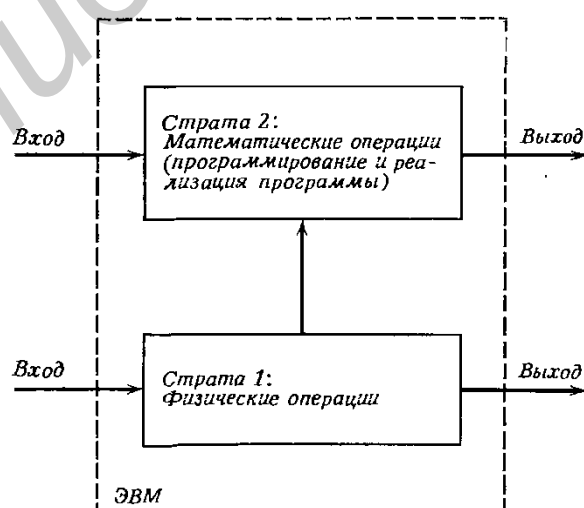 Страта 2:
Математические операции
(программирование и реа-
лизация программы)
Вход
Выход
Страта 1:
Физические операции
Вход
Выход
ЭВМ